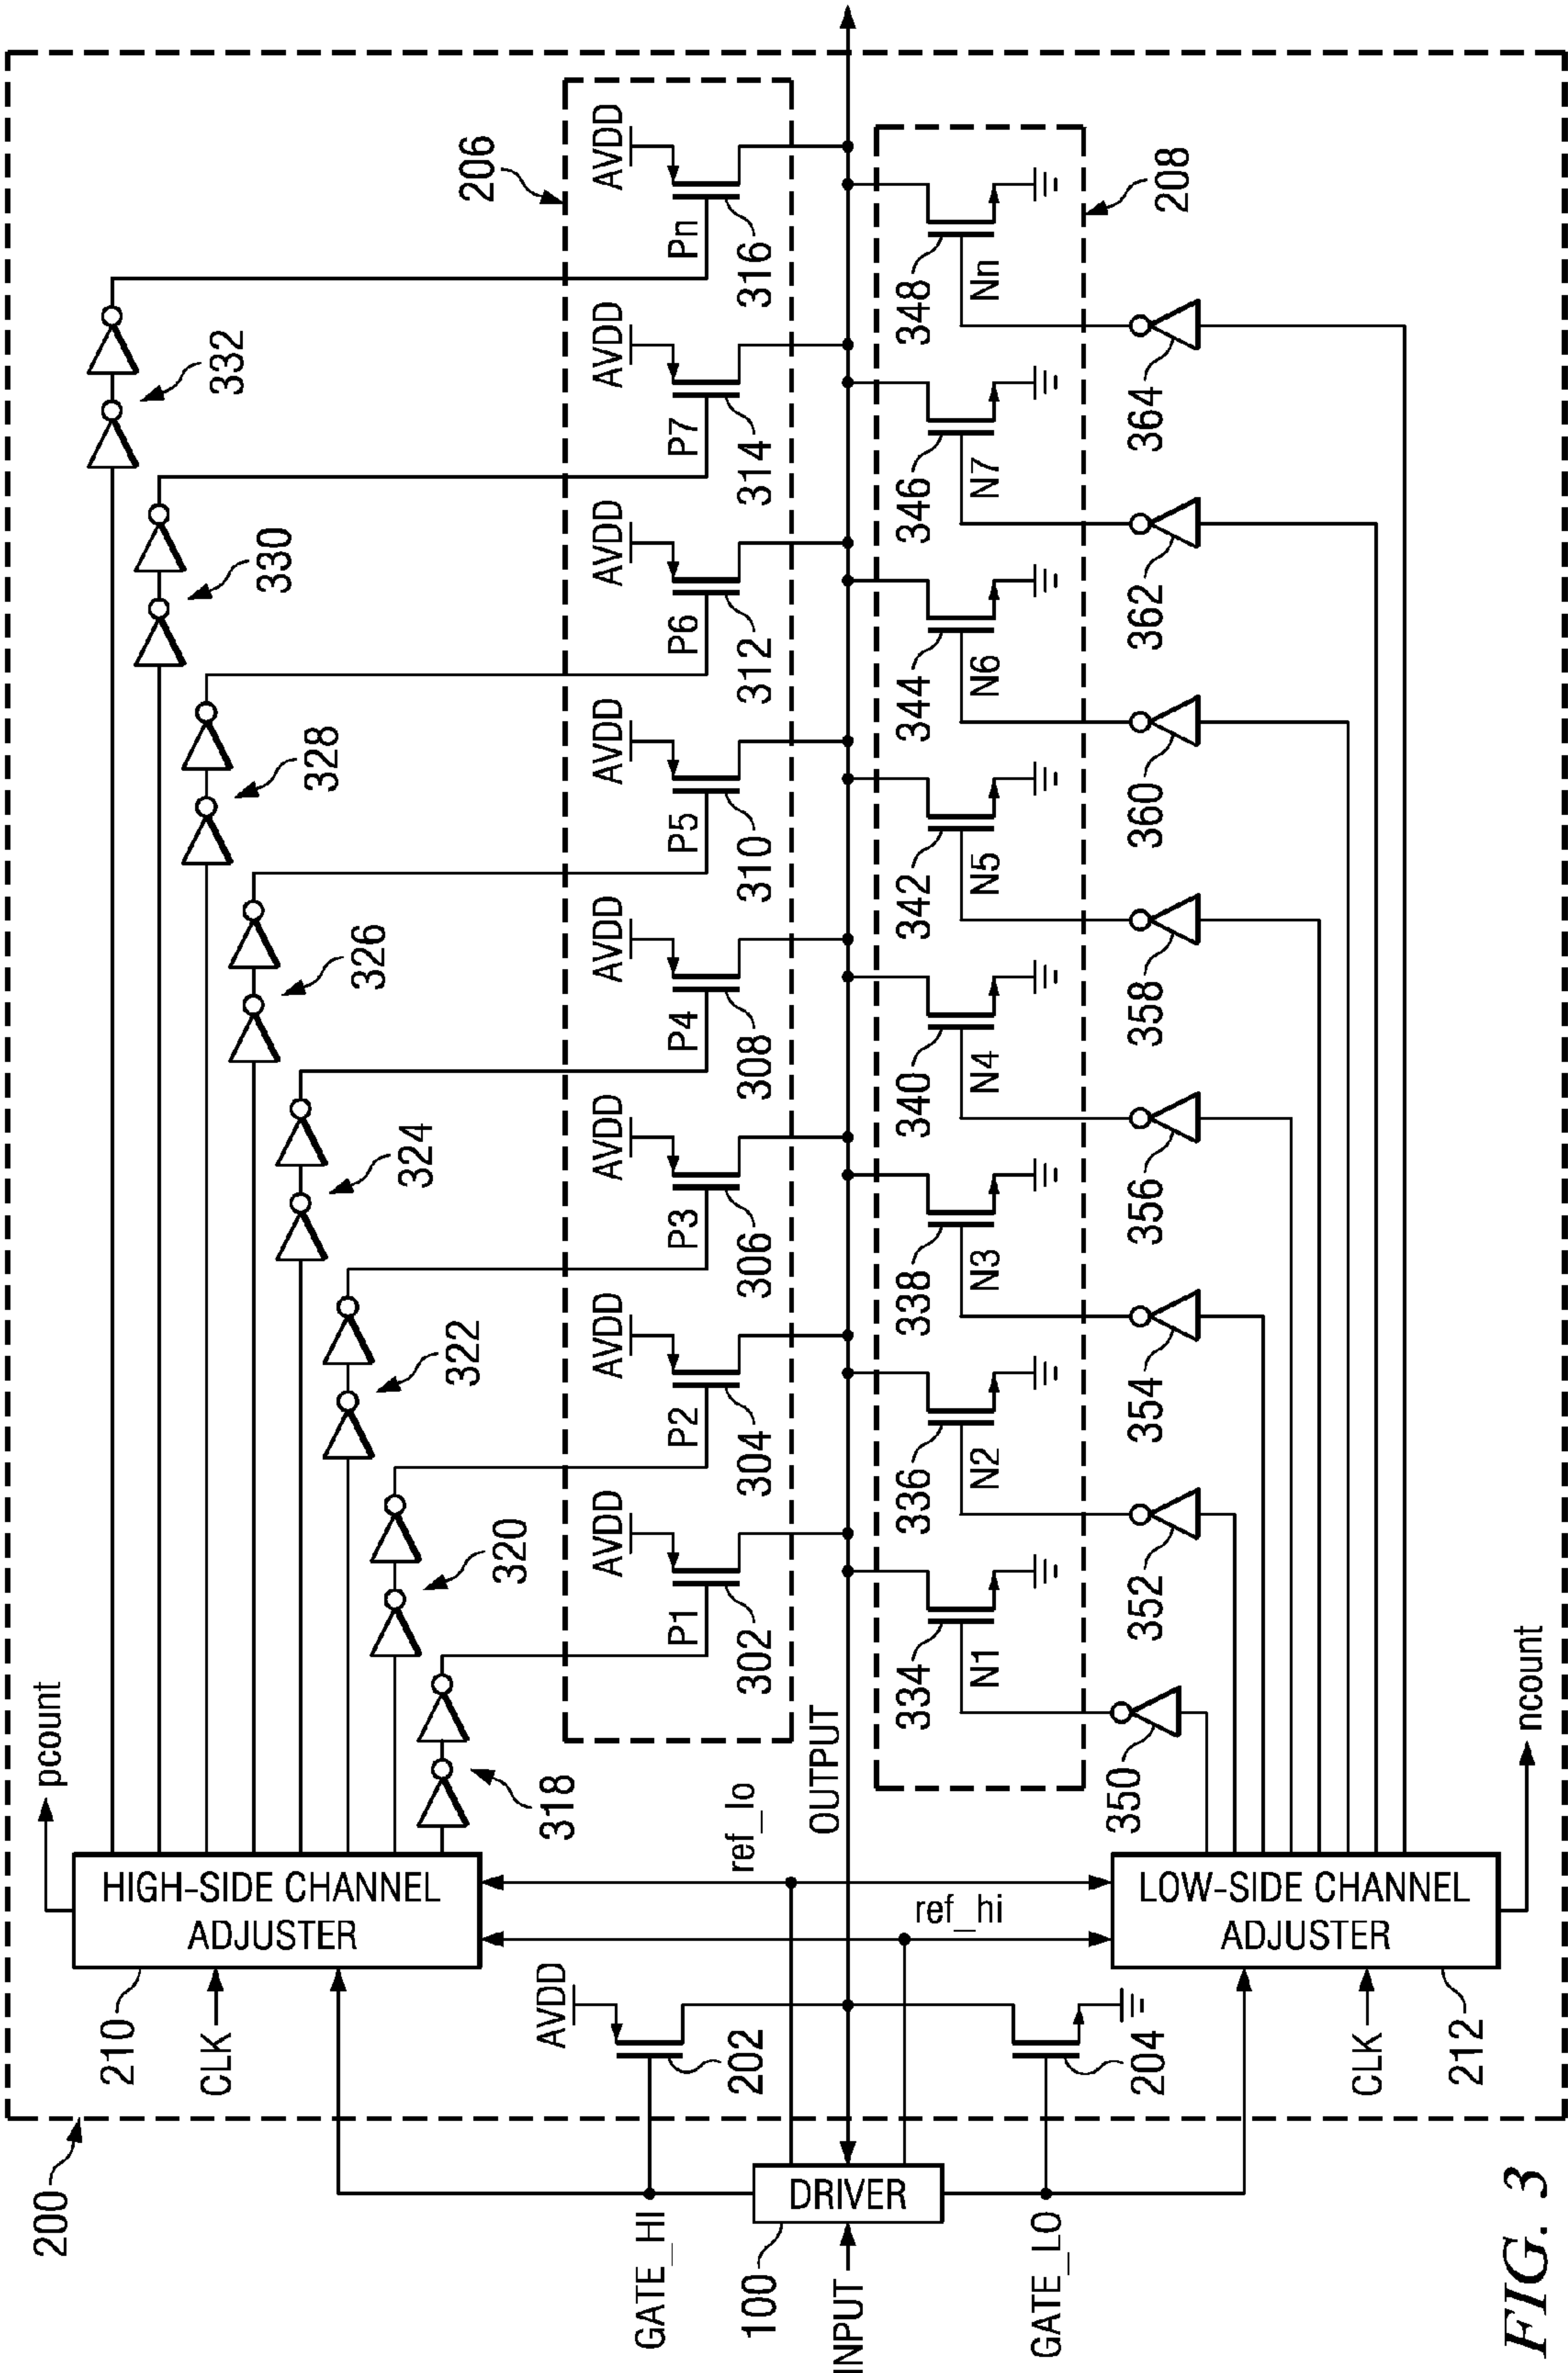 200
210
HIGH-SIDE CHANNEL
ADJUSTER
pcount
CLK
332
330
328
326
324
322
320
318
206
AVDD
AVDD
AVDD
AVDD
AVDD
AVDD
AVDD
AVDD
AVDD
P1
P2
P3
P4
P5
P6
P7
Pn
302
304
306
308
310
312
314
316
GATE_HI
202
ref_lo
OUTPUT
ref_hi
100
DRIVER
INPUT
GATE_LO
204
334
336
338
340
342
344
346
348
N1
N2
N3
N4
N5
N6
N7
Nn
208
350
352
354
356
358
360
362
364
LOW-SIDE CHANNEL
ADJUSTER
CLK
212
ncount
FIG. 3